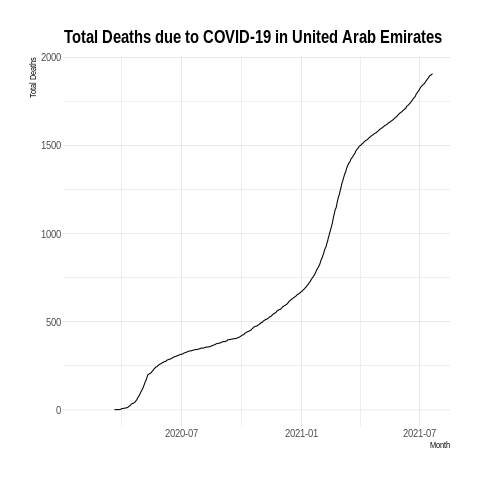 Total Deaths due to COVID-19 in United Arab Emirates
Total Deaths
2000
1500
1000
500
0
2020-07
2021-01
2021-07
Month